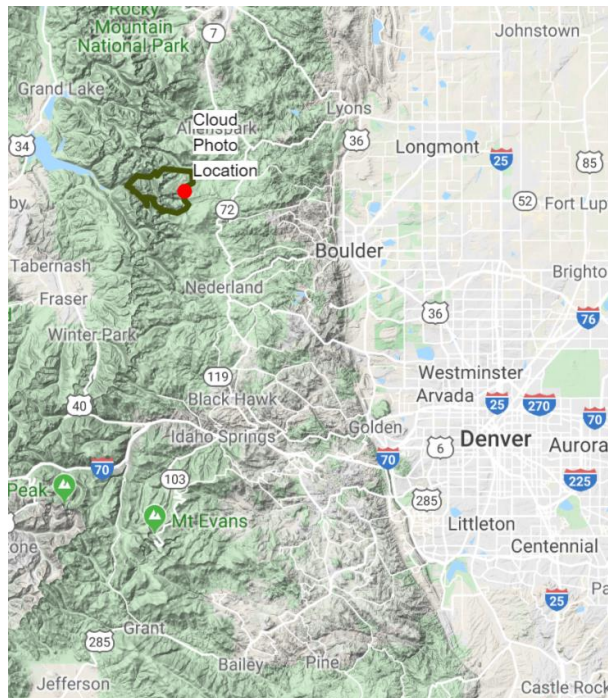 Rocky
Mountain
National Park
7
Johnstown
Grand Lake
Cloud
Photo
Location
Allenspark
Lyons
34
36
Longmont
25
85
72
52
Fort Lup
by
Tabernash
Boulder
Fraser
Nederland
Brighto
36
76
Winter Park
119
Westminster
Arvada
40
Black Hawk
25
270
70
Golden
Idaho Springs
6
Denver
Aurora
70
70
103
225
Peak
285
Mt Evans
Littleton
one
Centennial
Pa
25
Grant
285
Bailey
Pine
Jefferson
Castle Rock